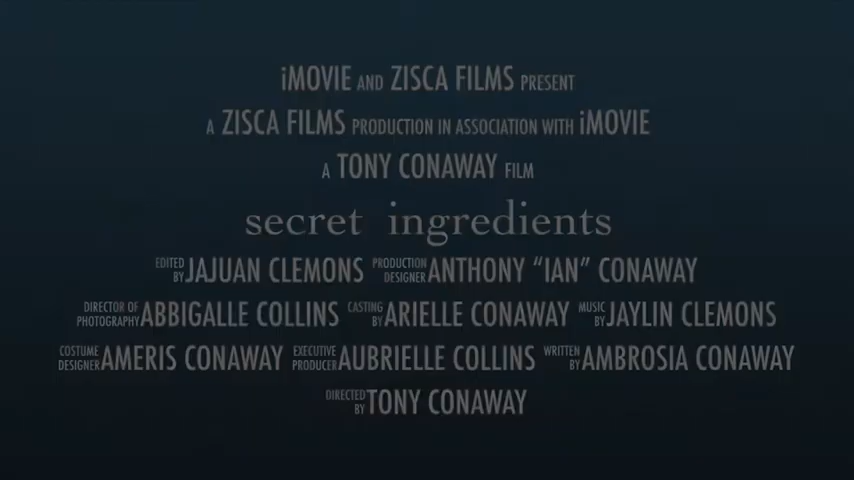 iMOVIE AND ZISCA FILMS PRESENT
A ZISCA FILMS PRODUCTION IN ASSOCIATION WITH iMOVIE
A TONY CONAWAY FILM
secret ingredients
EDITED BY JAJUAN CLEMONS PRODUCTION DESIGNER ANTHONY “IAN” CONAWAY
DIRECTOR OF PHOTOGRAPHY ABBIGALLE COLLINS CASTING BY ARIELLE CONAWAY MUSIC BY JAYLIN CLEMONS
COSTUME DESIGNER AMERIS CONAWAY EXECUTIVE PRODUCER AUBRIELLE COLLINS WRITTEN BY AMBROSIA CONAWAY
DIRECTED BY TONY CONAWAY